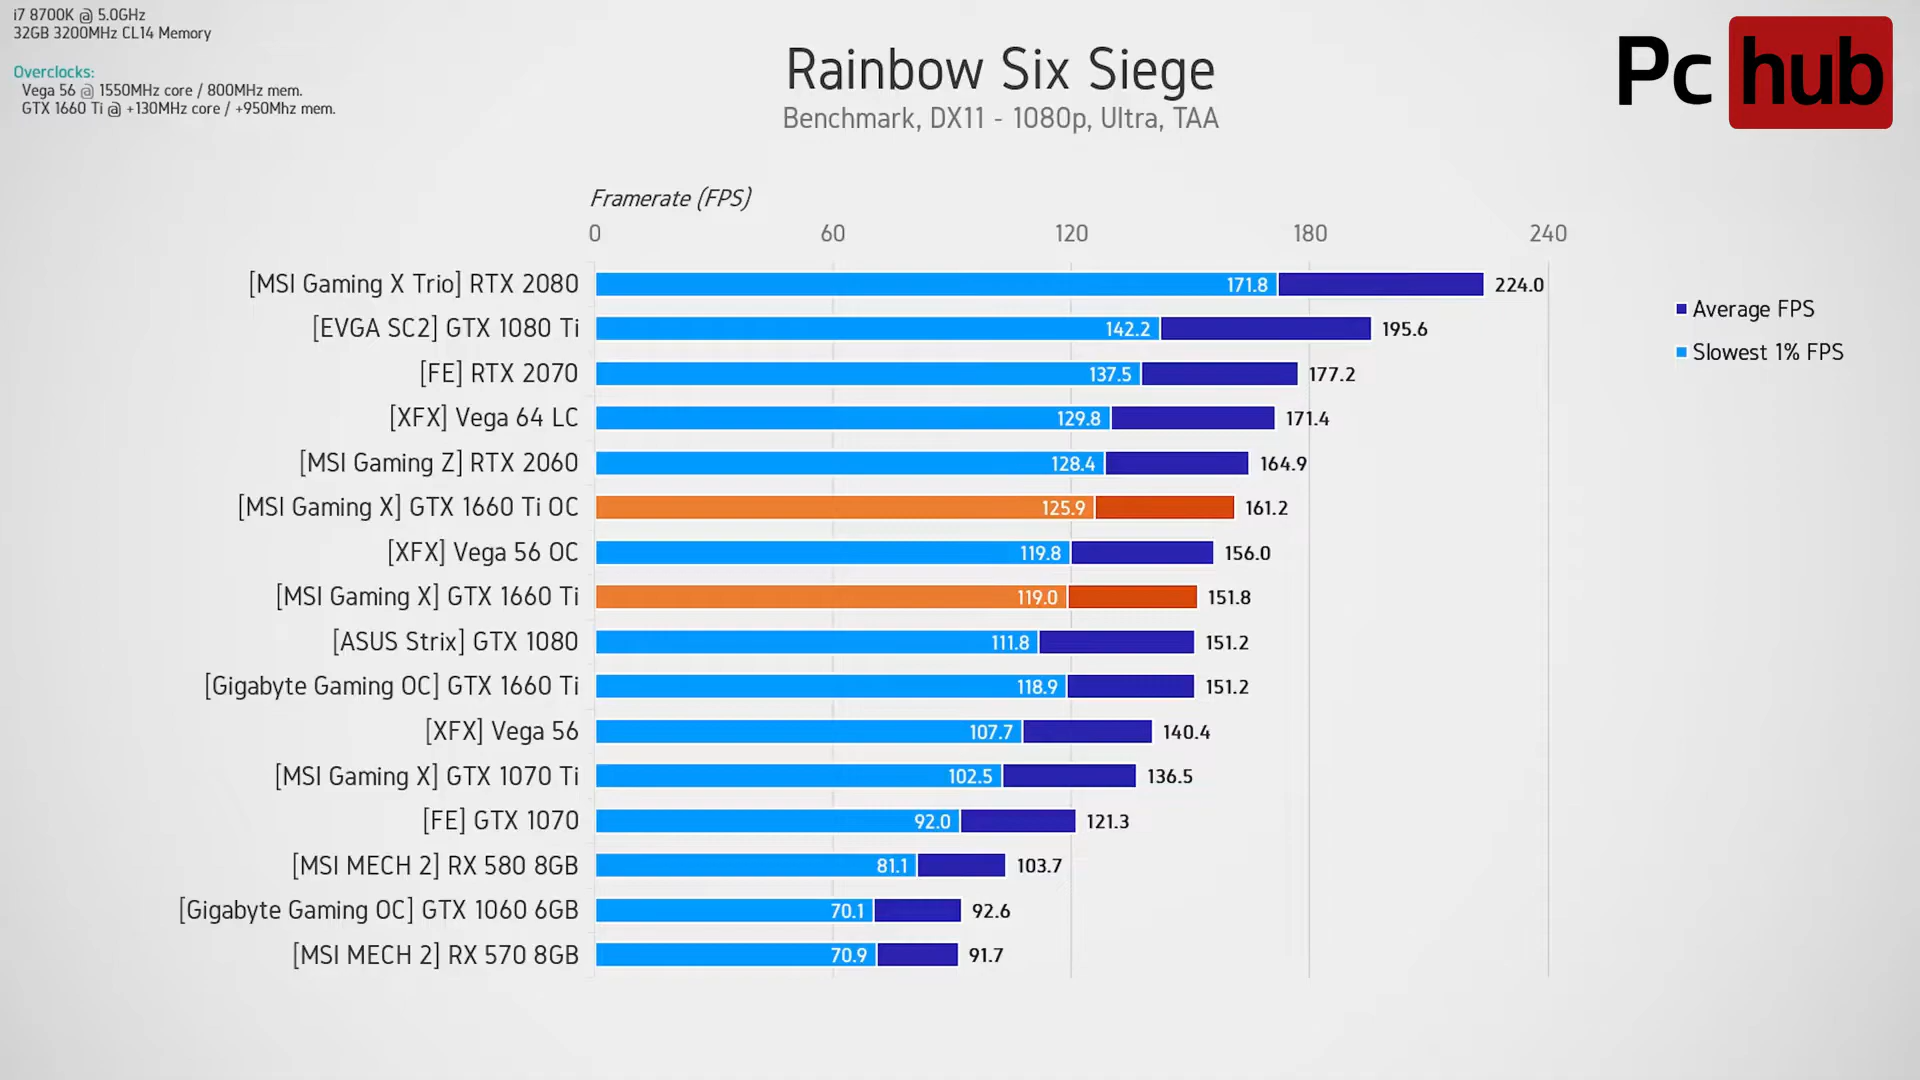 i7 8700K @ 5.0GHz
32GB 3200MHz CL14 Memory
Overclocks:
Vega 56 @ 1550MHz core / 800MHz mem.
GTX 1660 Ti @ +130MHz core / +950Mhz mem.
Rainbow Six Siege
Benchmark, DX11 - 1080p, Ultra, TAA
Pc hub
Framerate (FPS)
0 60 120 180 240
[MSI Gaming X Trio] RTX 2080 171.8 224.0
[EVGA SC2] GTX 1080 Ti 142.2 195.6
[FE] RTX 2070 137.5 177.2
[XFX] Vega 64 LC 129.8 171.4
[MSI Gaming Z] RTX 2060 128.4 164.9
[MSI Gaming X] GTX 1660 Ti OC 125.9 161.2
[XFX] Vega 56 OC 119.8 156.0
[MSI Gaming X] GTX 1660 Ti 119.0 151.8
[ASUS Strix] GTX 1080 111.8 151.2
[Gigabyte Gaming OC] GTX 1660 Ti 118.9 151.2
[XFX] Vega 56 107.7 140.4
[MSI Gaming X] GTX 1070 Ti 102.5 136.5
[FE] GTX 1070 92.0 121.3
[MSI MECH 2] RX 580 8GB 81.1 103.7
[Gigabyte Gaming OC] GTX 1060 6GB 70.1 92.6
[MSI MECH 2] RX 570 8GB 70.9 91.7
Average FPS
Slowest 1% FPS